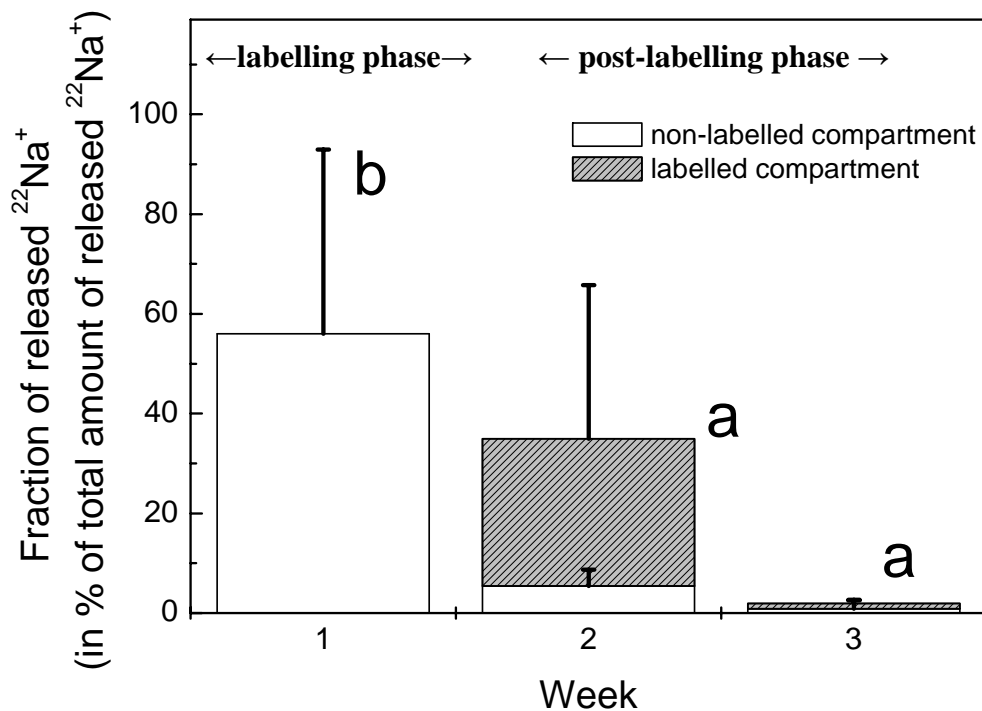 Fraction of released ²²Na⁺
(in % of total amount of released ²²Na⁺)
←labelling phase→
← post-labelling phase →
non-labelled compartment
labelled compartment
100
80
60
40
20
0
b
a
a
1
2
3
Week